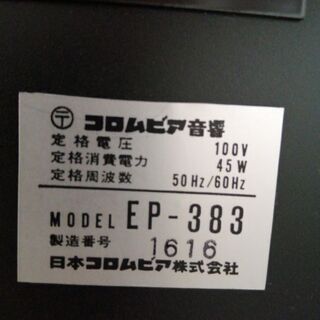 〒 コロムビア音響
定格電圧 100V
定格消費電力 45W
定格周波数 50Hz/60Hz
MODEL EP-383
製造番号 1616
日本コロムビア株式会社